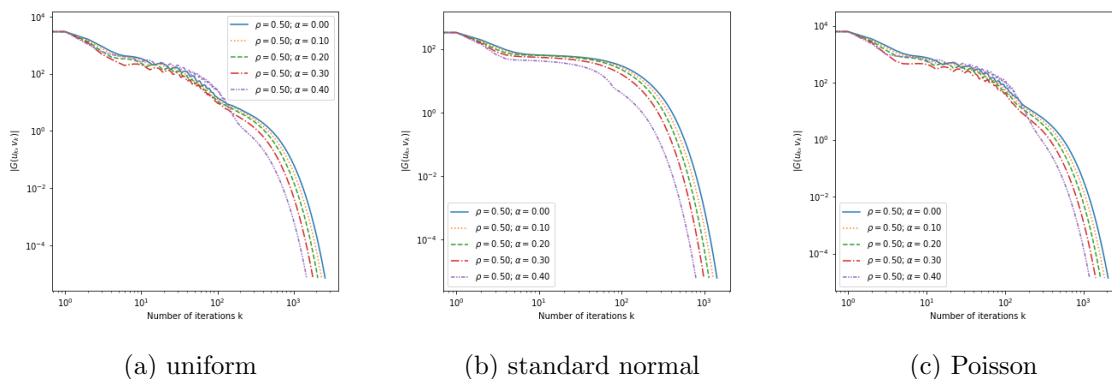 10^4
10^2
10^0
10^-2
10^-4
|G(u_k, v_k)|
ρ = 0.50; α = 0.00
ρ = 0.50; α = 0.10
ρ = 0.50; α = 0.20
ρ = 0.50; α = 0.30
ρ = 0.50; α = 0.40
10^0 10^1 10^2 10^3
Number of iterations k
(a) uniform
10^2
10^0
10^-2
10^-4
|G(u_k, v_k)|
ρ = 0.50; α = 0.00
ρ = 0.50; α = 0.10
ρ = 0.50; α = 0.20
ρ = 0.50; α = 0.30
ρ = 0.50; α = 0.40
10^0 10^1 10^2 10^3
Number of iterations k
(b) standard normal
10^4
10^2
10^0
10^-2
10^-4
|G(u_k, v_k)|
ρ = 0.50; α = 0.00
ρ = 0.50; α = 0.10
ρ = 0.50; α = 0.20
ρ = 0.50; α = 0.30
ρ = 0.50; α = 0.40
10^0 10^1 10^2 10^3
Number of iterations k
(c) Poisson